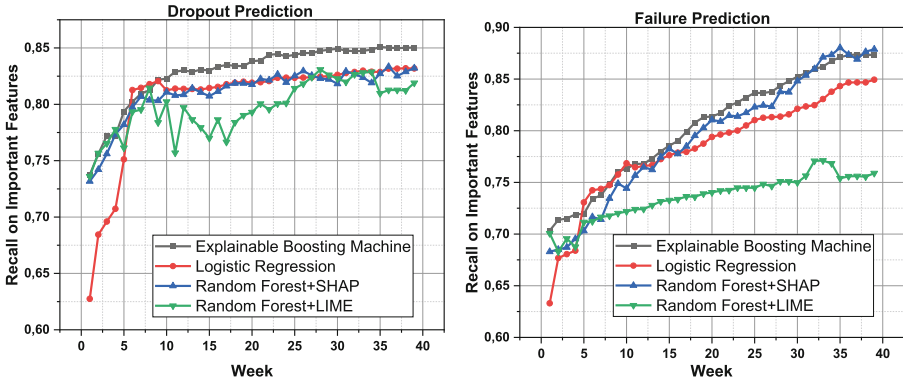 Dropout Prediction
Recall on Important Features
0,85
0,80
0,75
0,70
0,65
0,60
Explainable Boosting Machine
Logistic Regression
Random Forest+SHAP
Random Forest+LIME
0 5 10 15 20 25 30 35 40
Week
Failure Prediction
Recall on Important Features
0,90
0,85
0,80
0,75
0,70
0,65
0,60
Explainable Boosting Machine
Logistic Regression
Random Forest+SHAP
Random Forest+LIME
0 5 10 15 20 25 30 35 40
Week